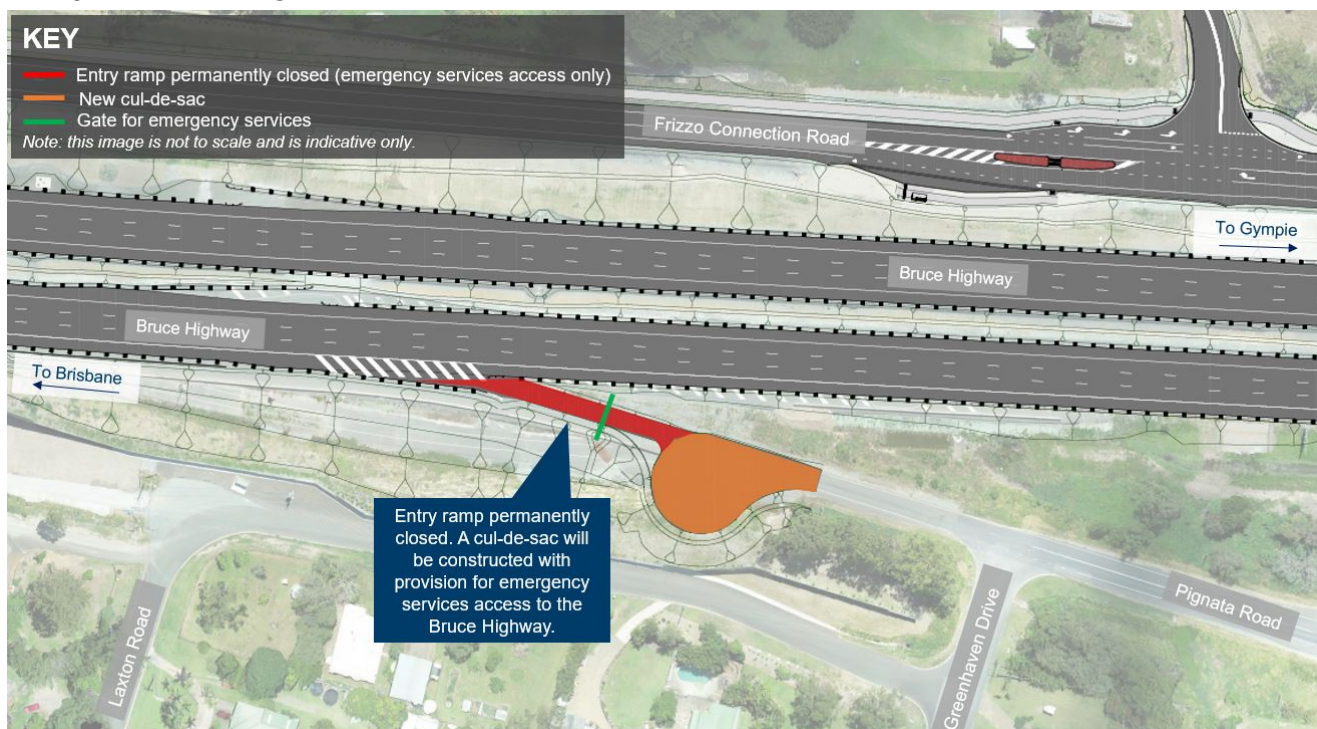 KEY
Entry ramp permanently closed (emergency services access only)
New cul-de-sac
Gate for emergency services
Note: this image is not to scale and is indicative only.
Frizzo Connection Road
To Gympie
Bruce Highway
Bruce Highway
To Brisbane
Entry ramp permanently
closed. A cul-de-sac will
be constructed with
provision for emergency
services access to the
Bruce Highway.
Laxton Road
Greenhaven Drive
Pignata Road